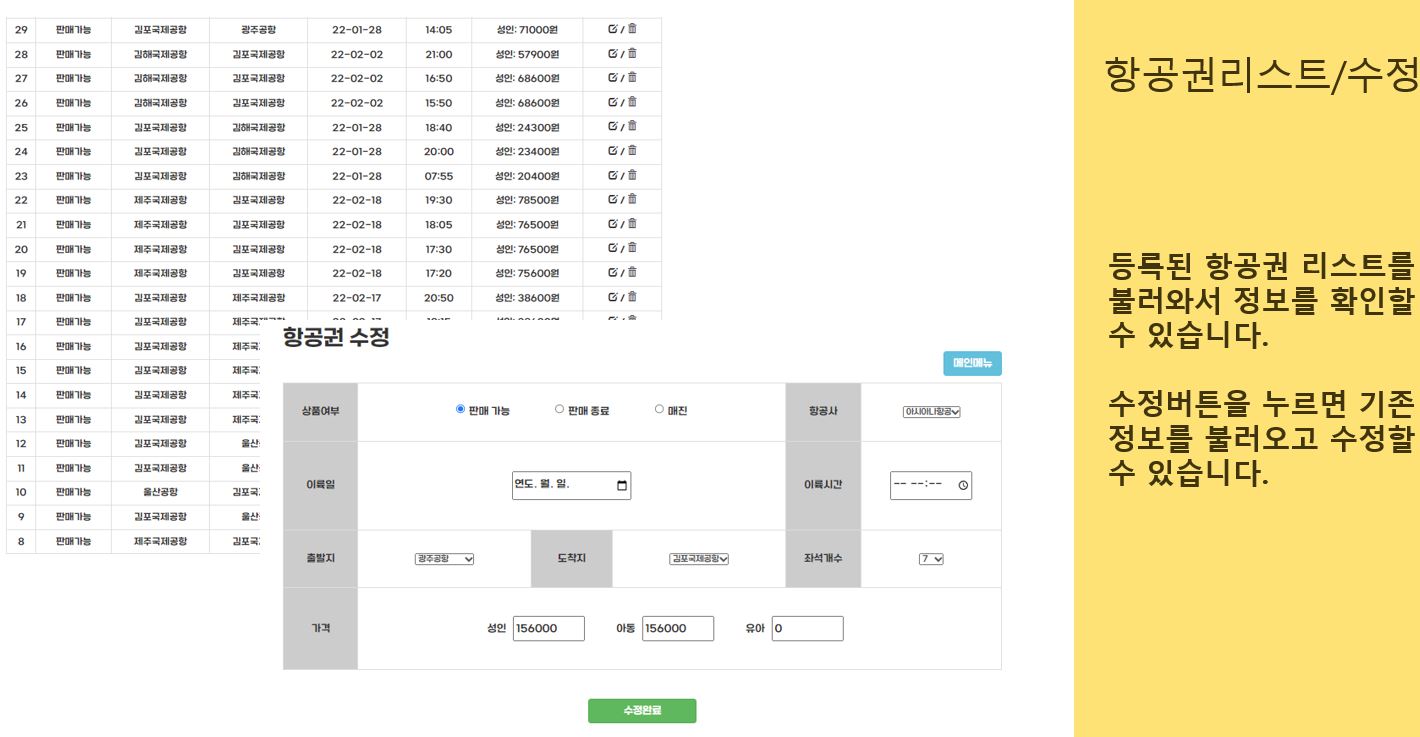 29 판매가능 김포국제공항 광주공항 22-01-28 14:05 성인: 71000원 /
28 판매가능 김해국제공항 김포국제공항 22-02-02 21:00 성인: 57900원 /
27 판매가능 김해국제공항 김포국제공항 22-02-02 16:50 성인: 68600원 /
26 판매가능 김해국제공항 김포국제공항 22-02-02 15:50 성인: 68600원 /
25 판매가능 김포국제공항 김해국제공항 22-01-28 18:40 성인: 24300원 /
24 판매가능 김포국제공항 김해국제공항 22-01-28 20:00 성인: 23400원 /
23 판매가능 김포국제공항 김해국제공항 22-01-28 07:55 성인: 20400원 /
22 판매가능 제주국제공항 김포국제공항 22-02-18 19:30 성인: 78500원 /
21 판매가능 제주국제공항 김포국제공항 22-02-18 18:05 성인: 76500원 /
20 판매가능 제주국제공항 김포국제공항 22-02-18 17:30 성인: 76500원 /
19 판매가능 제주국제공항 김포국제공항 22-02-18 17:20 성인: 75600원 /
18 판매가능 김포국제공항 제주국제공항 22-02-17 20:50 성인: 38600원 /
17 판매가능 김포국제공항 제주국제공항
16 판매가능 김포국제공항 제주국
15 판매가능 김포국제공항 제주국
14 판매가능 김포국제공항 제주국
13 판매가능 김포국제공항 제주국
12 판매가능 김포국제공항 울산
11 판매가능 김포국제공항 울산
10 판매가능 울산공항 김포국
9 판매가능 김포국제공항 울산
8 판매가능 제주국제공항 김포국
항공권 수정
메인메뉴
상품여부 판매 가능 판매 종료 매진 항공사 아시아나항공
이륙일 연도. 월. 일. 이륙시간 -- --:--
출발지 광주공항 도착지 김포국제공항 좌석개수 7
가격 성인 156000 아동 156000 유아 0
수정완료
항공권리스트/수정
등록된 항공권 리스트를
불러와서 정보를 확인할
수 있습니다.
수정버튼을 누르면 기존
정보를 불러오고 수정할
수 있습니다.